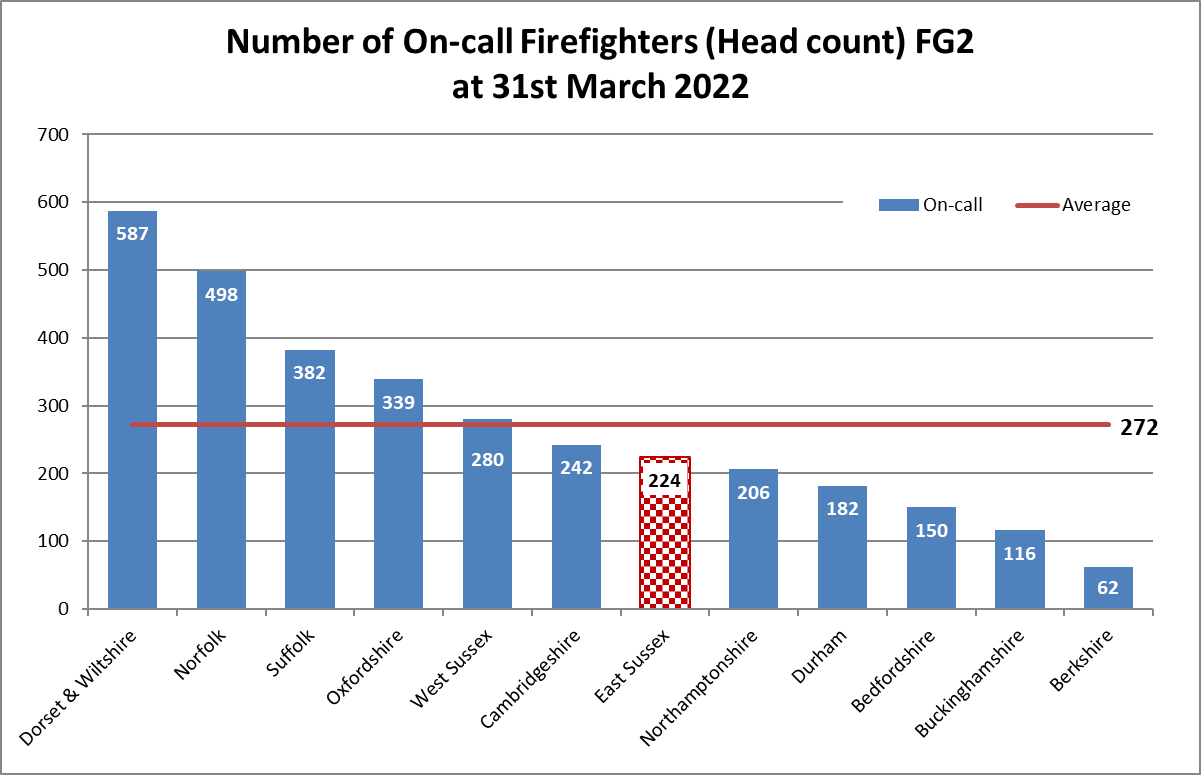 Number of On-call Firefighters (Head count) FG2
at 31st March 2022
700
600
500
400
300
200
100
0
On-call
Average
587
498
382
339
280
242
224
206
182
150
116
62
272
Dorset & Wiltshire
Norfolk
Suffolk
Oxfordshire
West Sussex
Cambridgeshire
East Sussex
Northamptonshire
Durham
Bedfordshire
Buckinghamshire
Berkshire